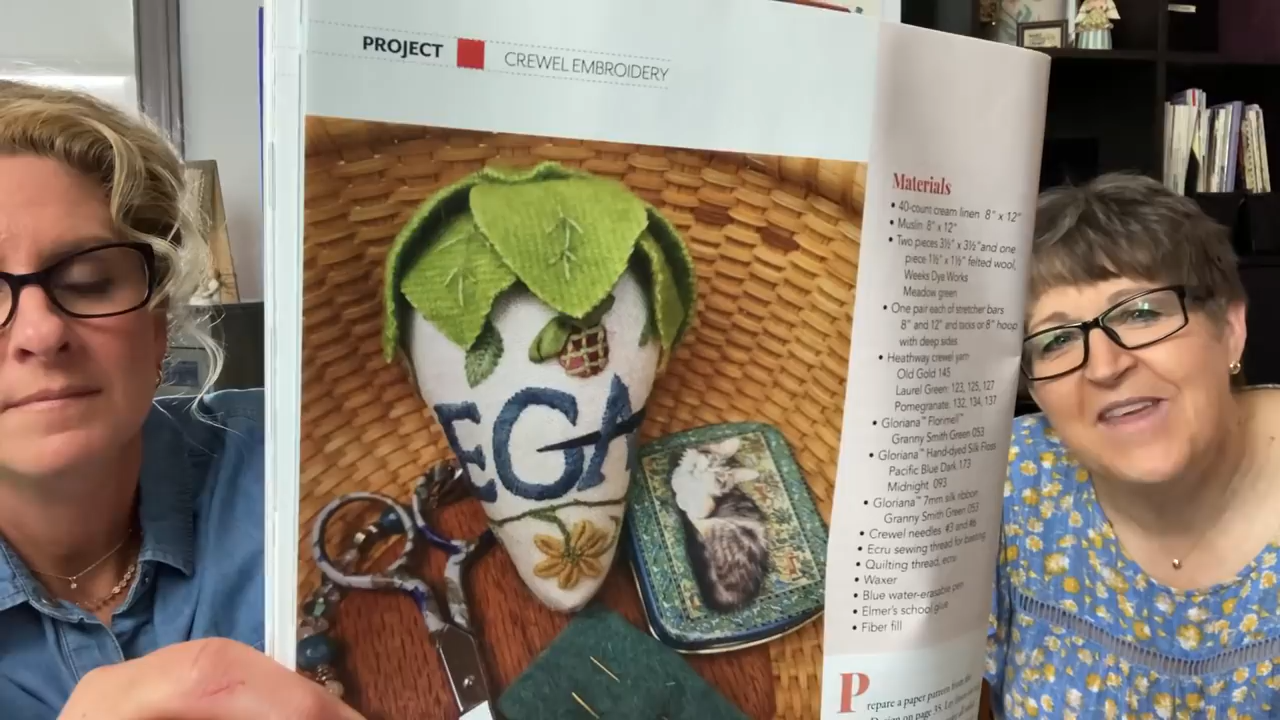 PROJECT CREWEL EMBROIDERY
EGA
Materials
• 40-count cream linen 8" x 12"
• Muslin 8" x 12"
• Two pieces 3½" x 3½" and one
piece 1½" x 1½" felted wool,
Weeks Dye Works
Meadow green
• One pair each of stretcher bars
8" and 12" and tacks or 8" hoop
with deep sides
• Heathway crewel yarn
Old Gold 145
Laurel Green: 123, 125, 127
Pomegranate: 132, 134, 137
• Gloriana™ Florimell™
Granny Smith Green 053
• Gloriana™ Hand-dyed Silk Floss
Pacific Blue Dark 173
Midnight 093
• Gloriana™ 7mm silk ribbon
Granny Smith Green 053
• Crewel needles #3 and #6
• Ecru sewing thread for basting
• Quilting thread, ecru
• Waxer
• Blue water-erasable pen
• Elmer's school glue
• Fiber fill
Prepare a paper pattern from the
Design on page 35.